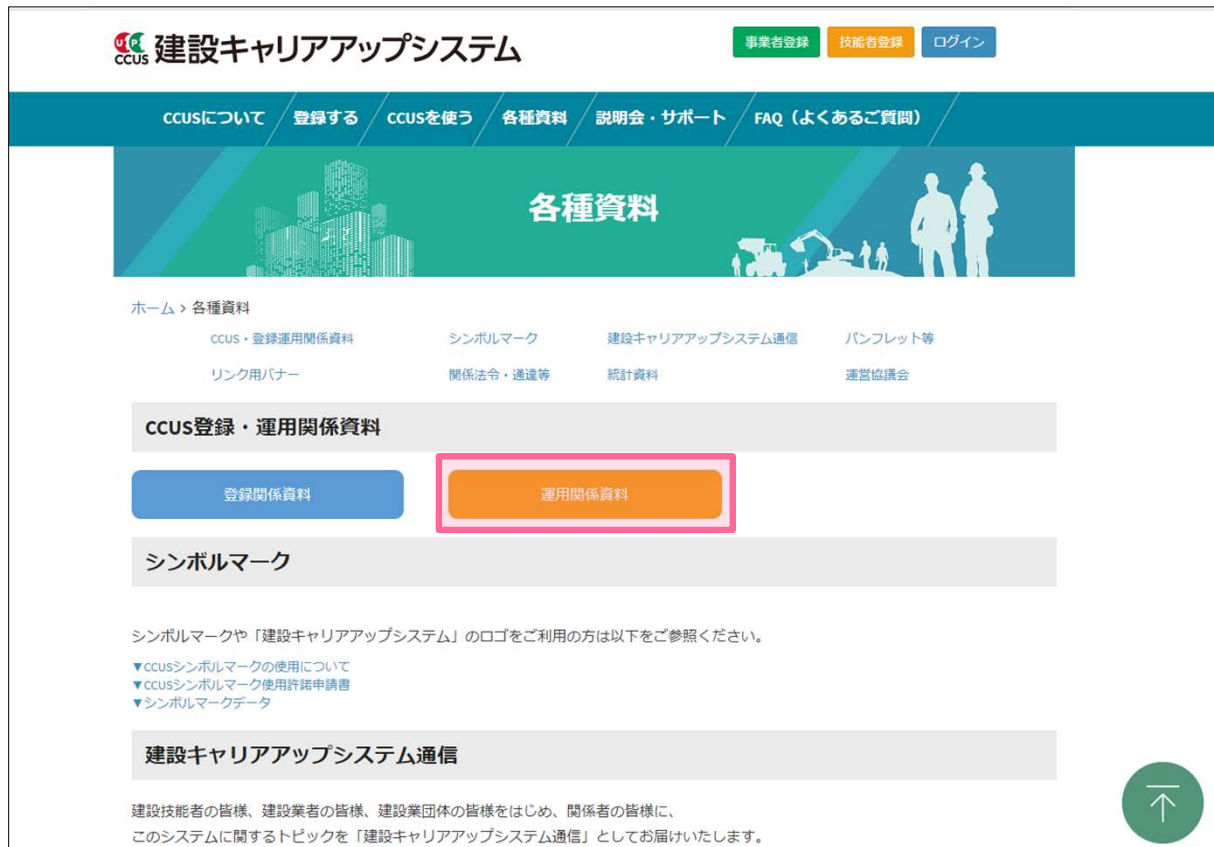 UP CCUS 建設キャリアアップシステム
事業者登録 技能者登録 ログイン
CCUSについて 登録する CCUSを使う 各種資料 説明会・サポート FAQ（よくあるご質問）
各種資料
ホーム › 各種資料
CCUS・登録運用関係資料 シンボルマーク 建設キャリアアップシステム通信 パンフレット等
リンク用バナー 関係法令・通達等 統計資料 運営協議会
CCUS登録・運用関係資料
登録関係資料 運用関係資料
シンボルマーク
シンボルマークや「建設キャリアアップシステム」のロゴをご利用の方は以下をご参照ください。
▼CCUSシンボルマークの使用について
▼CCUSシンボルマーク使用許諾申請書
▼シンボルマークデータ
建設キャリアアップシステム通信
建設技能者の皆様、建設業者の皆様、建設業団体の皆様をはじめ、関係者の皆様に、
このシステムに関するトピックを「建設キャリアアップシステム通信」としてお届けいたします。